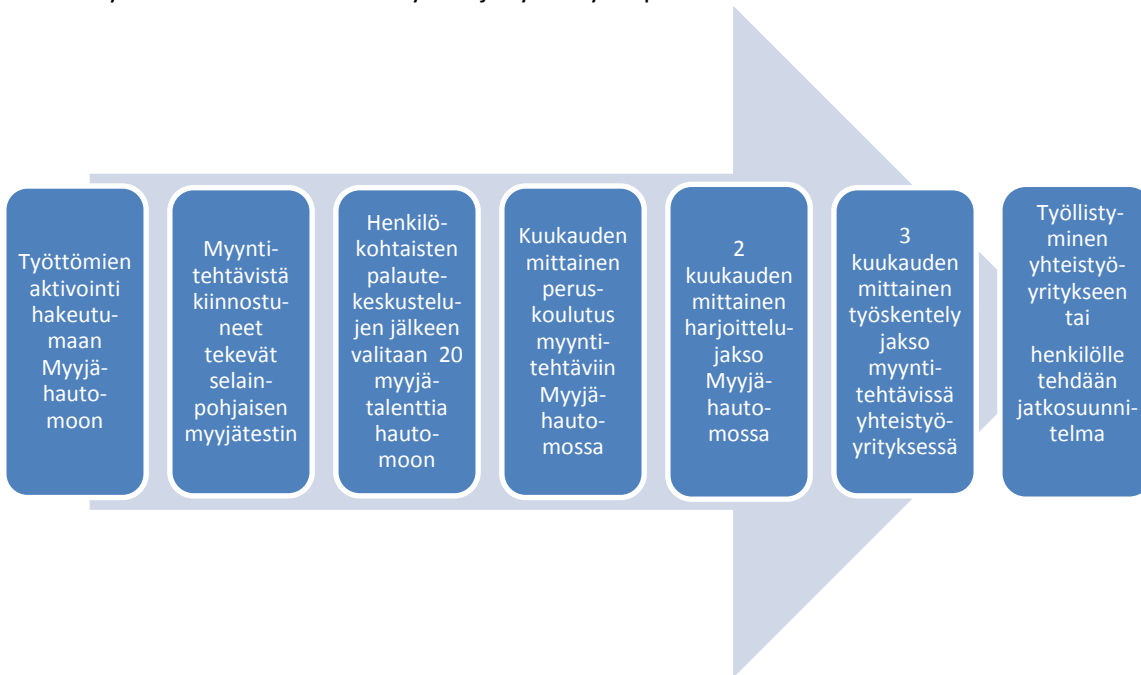 Työttömien
aktivointi
hakeutu-
maan
Myyjä-
hauto-
moon
Myynti-
tehtävistä
kiinnostu-
neet
tekevät
selain-
pohjaisen
myyjätestin
Henkilö-
kohtaisten
palaute-
keskustelu-
jen jälkeen
valitaan 20
myyjä-
talenttia
hauto-
moon
Kuukauden
mittainen
perus-
koulutus
myynti-
tehtäviin
Myyjä-
hauto-
mossa
2
kuukauden
mittainen
harjoittelu-
jakso
Myyjä-
hauto-
mossa
3
kuukauden
mittainen
työskentely
jakso
myynti-
tehtävissä
yhteistyö-
yrityksessä
Työllisty-
minen
yhteistyö-
yritykseen
tai
henkilölle
tehdään
jatkosuunni-
telma